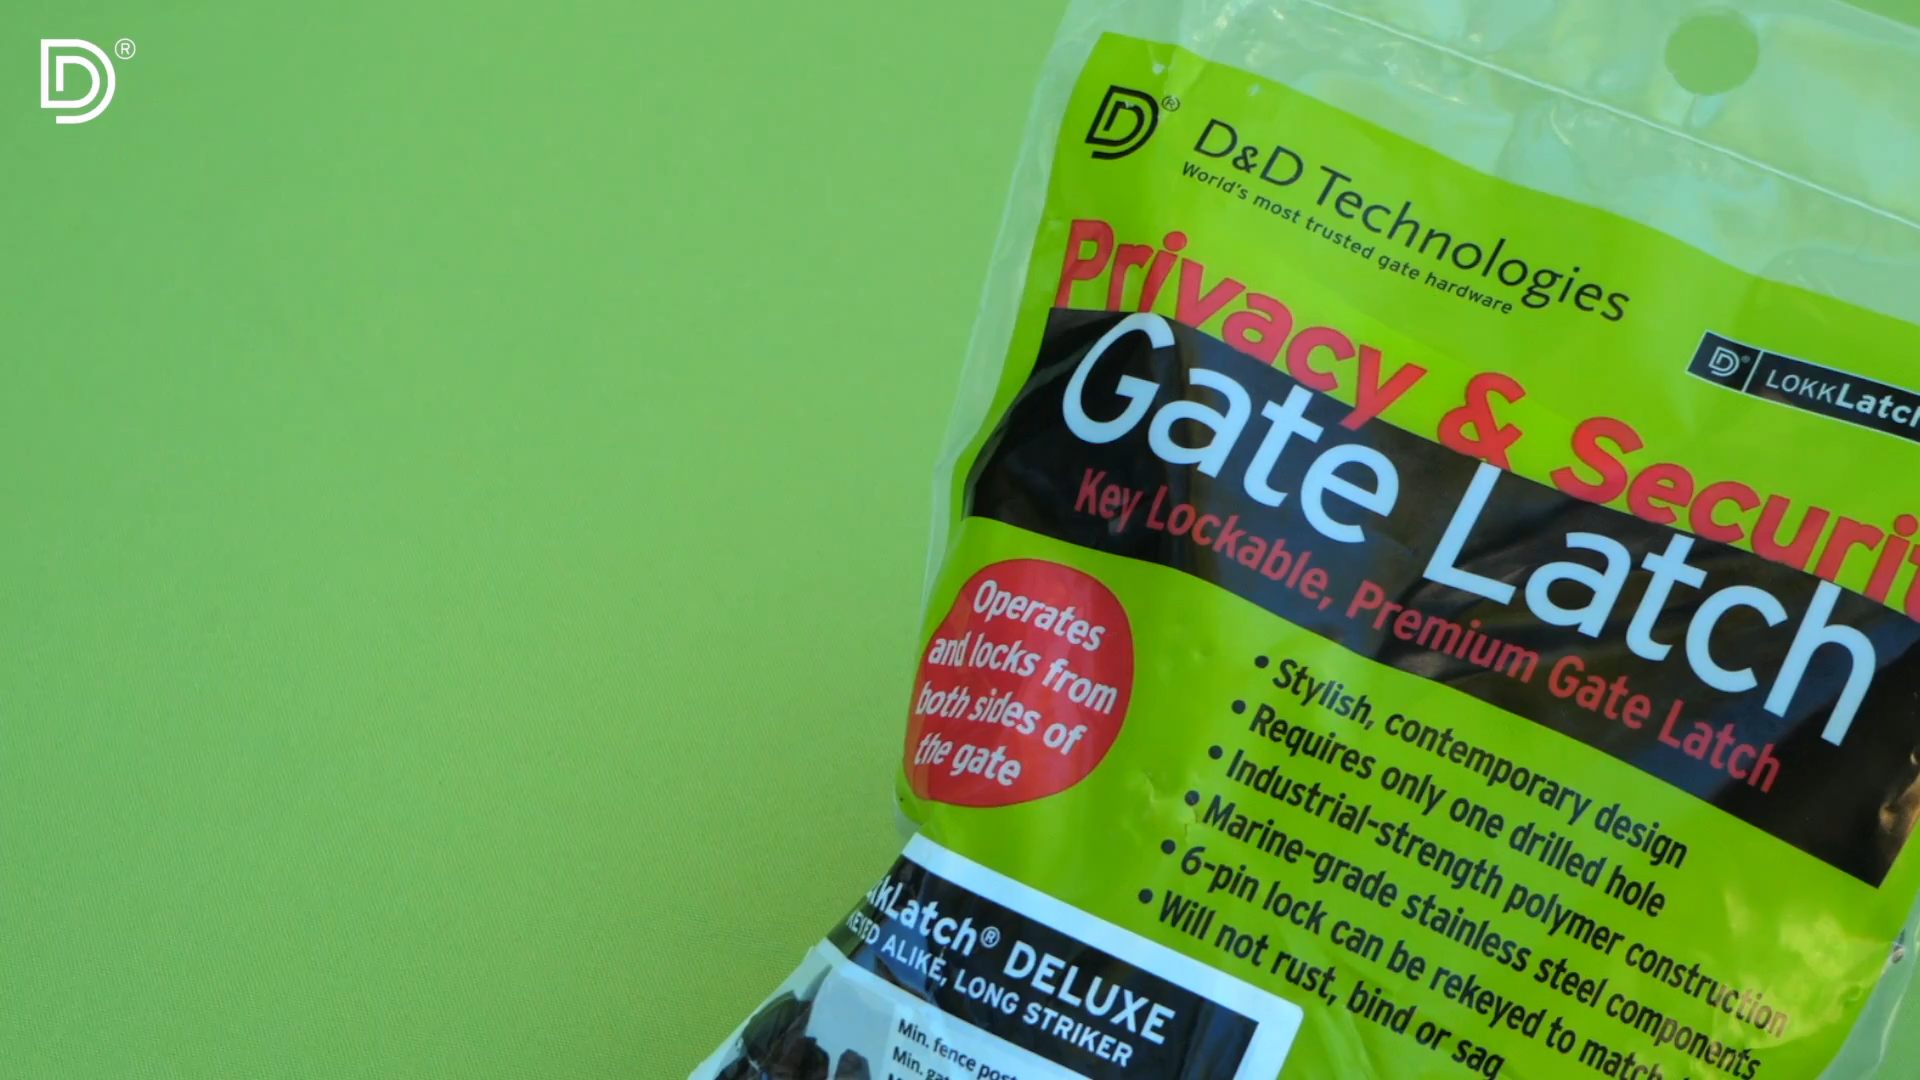 D&D Technologies
World's most trusted gate hardware
Privacy &
LOKKLatch
Gate Latch
Key Lockable, Premium Gate Latch
Operates
and locks from
both sides of
the gate
• Stylish, contemporary design
• Requires only one drilled hole
• Industrial-strength polymer construction
• Marine-grade stainless steel components
• 6-pin lock can be rekeyed to match
• Will not rust, bind or sag
DELUXE
ALIKE, LONG STRIKER
Min. fence post
Min.